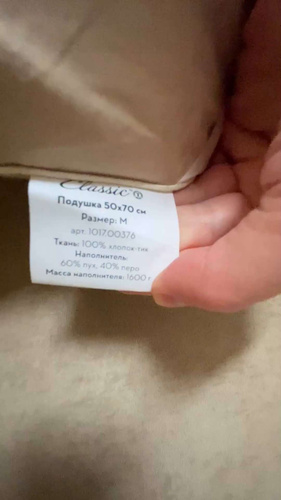 Classic
Подушка 50х70 см
Размер: М
арт. 1017.00376
Ткань: 100% хлопок-тик
Наполнитель:
60% пух, 40% перо
Масса наполнителя: 1600 г